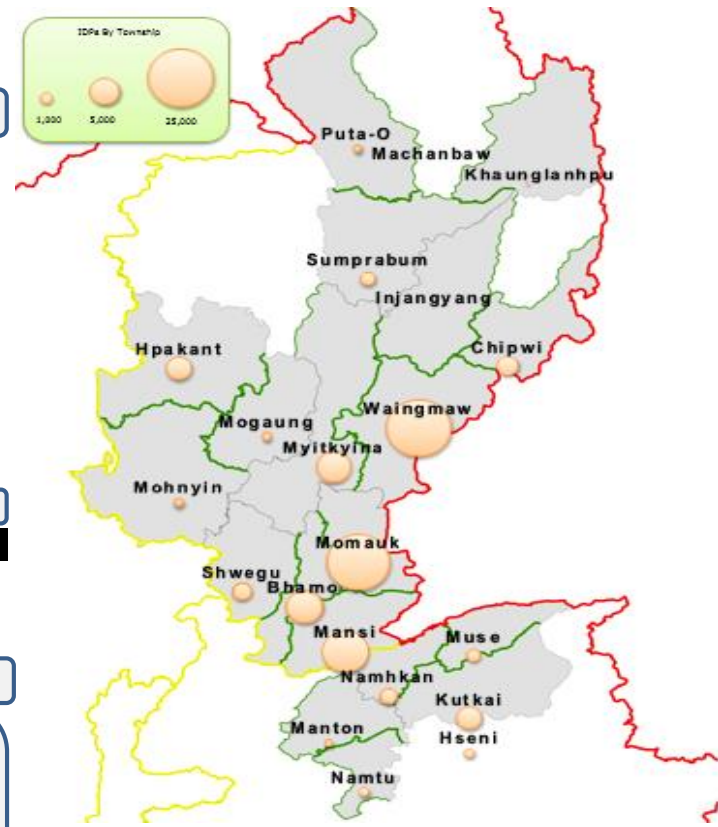 IDPs By Township
1,000 5,000 25,000
Puta-O
Machanbaw
Khaunglanhpu
Sumprabum
Injangyang
Hpakant
Chipwi
Waingmaw
Mogaung
Myitkyina
Mohnyin
Momauk
Shwegu
Bhamo
Mansi
Muse
Namhkan
Kutkai
Manton
Hseni
Namtu